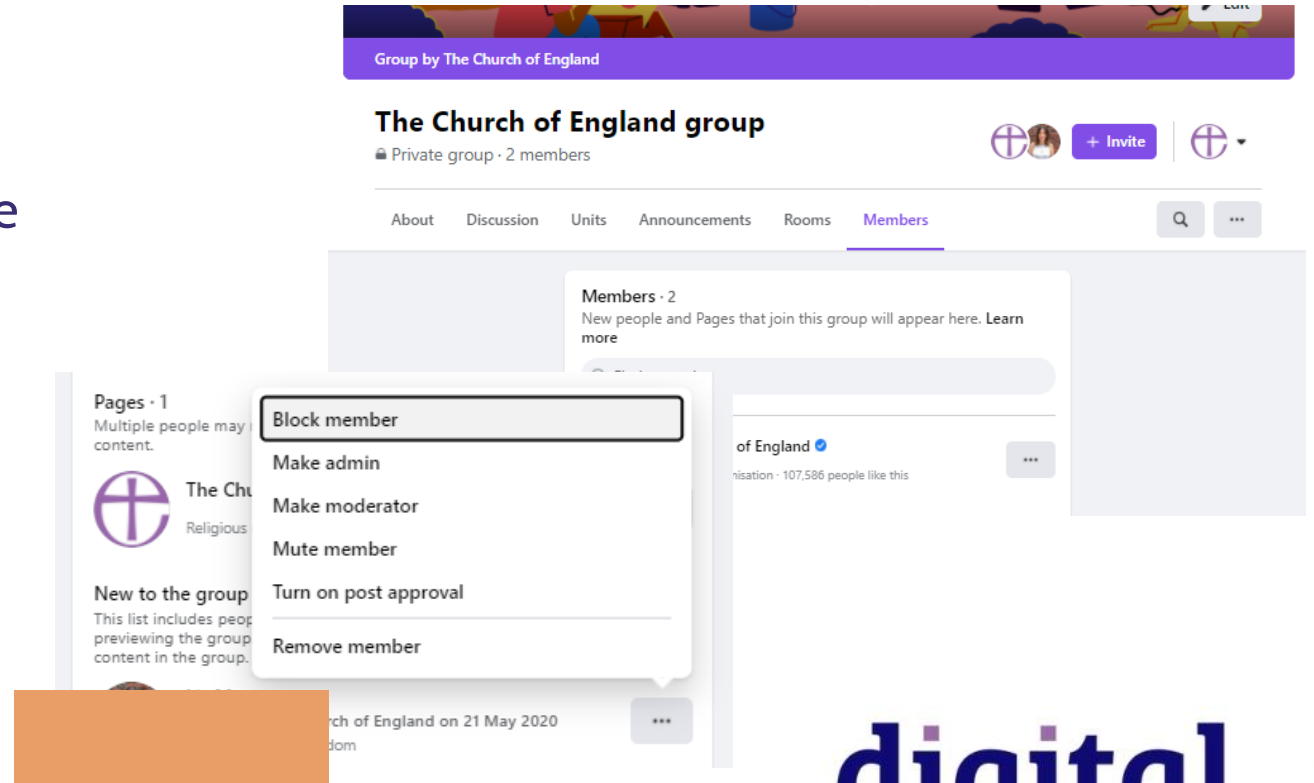 Edit
Group by The Church of England
The Church of England group
Private group · 2 members
+ Invite
e
About Discussion Units Announcements Rooms Members
Members · 2
New people and Pages that join this group will appear here. Learn
more
Pages · 1
Multiple people may
content.
The Chu
Religious
New to the group
This list includes peop
previewing the group
content in the group.
Block member
Make admin
Make moderator
Mute member
Turn on post approval
Remove member
of England
nisation · 107,586 people like this
rch of England on 21 May 2020
dom
digital